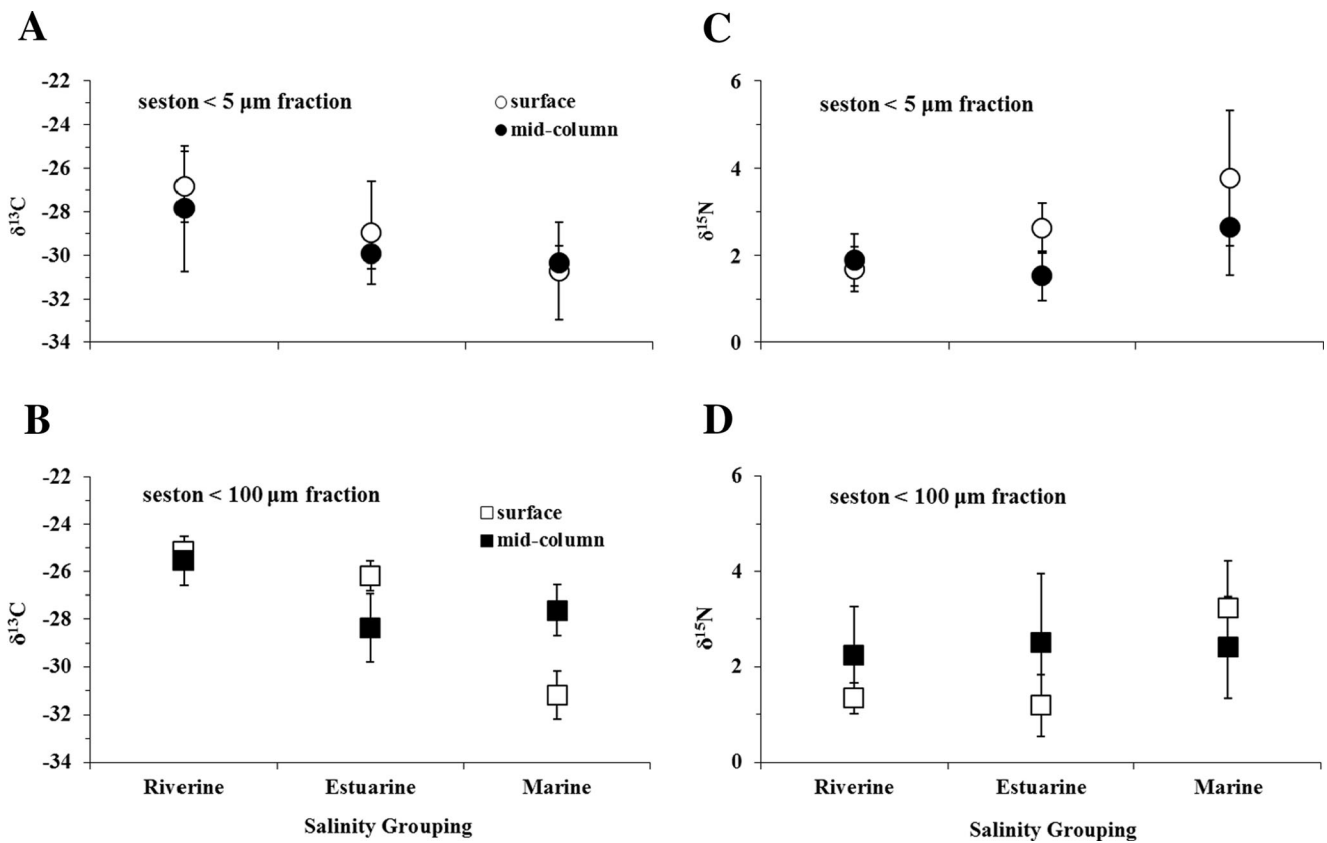 A
-22
-24
-26
-28
-30
-32
-34
δ¹³C
seston < 5 µm fraction
surface
mid-column
C
6
4
2
0
δ¹⁵N
seston < 5 µm fraction
B
-22
-24
-26
-28
-30
-32
-34
δ¹³C
seston < 100 µm fraction
surface
mid-column
Riverine Estuarine Marine
Salinity Grouping
D
6
4
2
0
δ¹⁵N
seston < 100 µm fraction
Riverine Estuarine Marine
Salinity Grouping